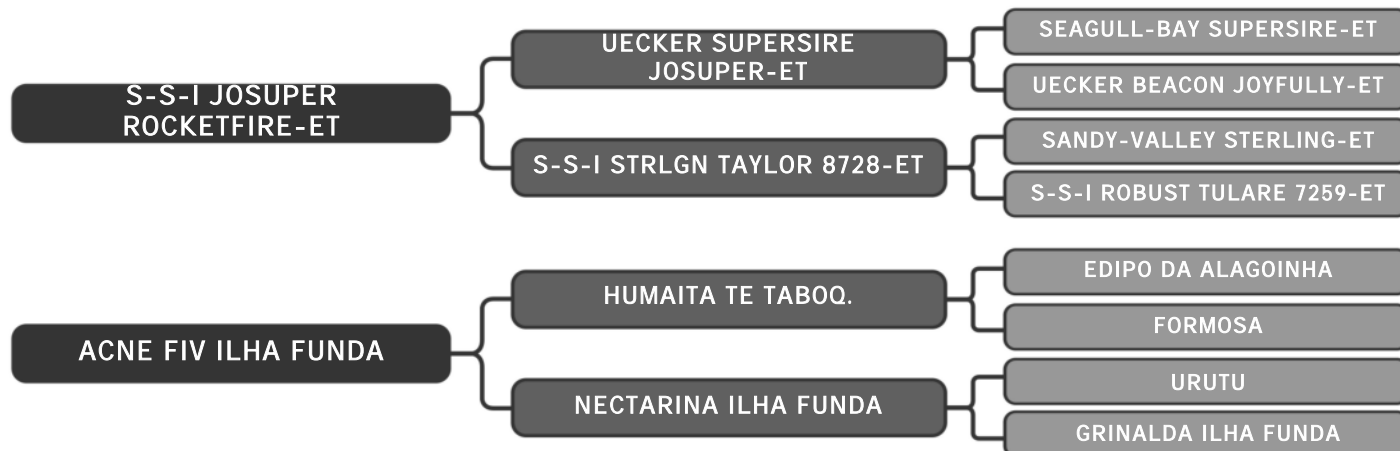 S-S-I JOSUPER
ROCKETFIRE-ET
UECKER SUPERSIRE
JOSUPER-ET
S-S-I STRLGN TAYLOR 8728-ET
SEAGULL-BAY SUPERSIRE-ET
UECKER BEACON JOYFULLY-ET
SANDY-VALLEY STERLING-ET
S-S-I ROBUST TULARE 7259-ET
ACNE FIV ILHA FUNDA
HUMAITA TE TABOQ.
NECTARINA ILHA FUNDA
EDIPO DA ALAGOINHA
FORMOSA
URUTU
GRINALDA ILHA FUNDA